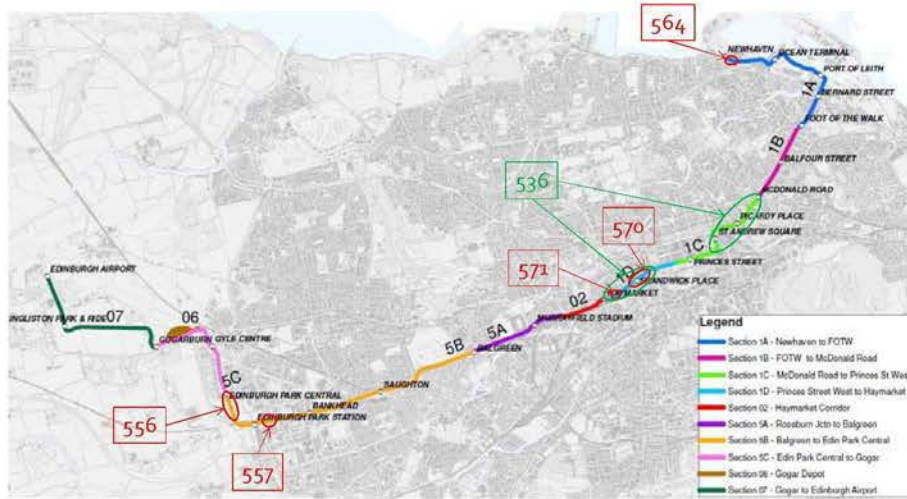 564
NEWHAVEN
OCEAN TERMINAL
PORT OF LEITH
1A
BERNARD STREET
FOOT OF THE WALK
1B
BALFOUR STREET
536
MCDONALD ROAD
PICARDY PLACE
ST ANDREW SQUARE
570
1C
PRINCES STREET
571
1D
EDINBURGH AIRPORT
02
MURRAYFIELD STADIUM
07
06
INGLISTON PARK & RIDE
GOGARBURN
GYLE CENTRE
5A
5B
BALGREEN
SAUGHTON
5C
EDINBURGH PARK CENTRAL
BANKHEAD
EDINBURGH PARK STATION
556
557
Legend
Section 1A - Newhaven to FOTW
Section 1B - FOTW to McDonald Road
Section 1C - McDonald Road to Princes St West
Section 1D - Princes Street West to Haymarket
Section 02 - Haymarket Corridor
Section 5A - Roseburn Jctn to Balgreen
Section 5B - Balgreen to Edin Park Central
Section 5C - Edin Park Central to Gogar
Section 06 - Gogar Depot
Section 07 - Gogar to Edinburgh Airport